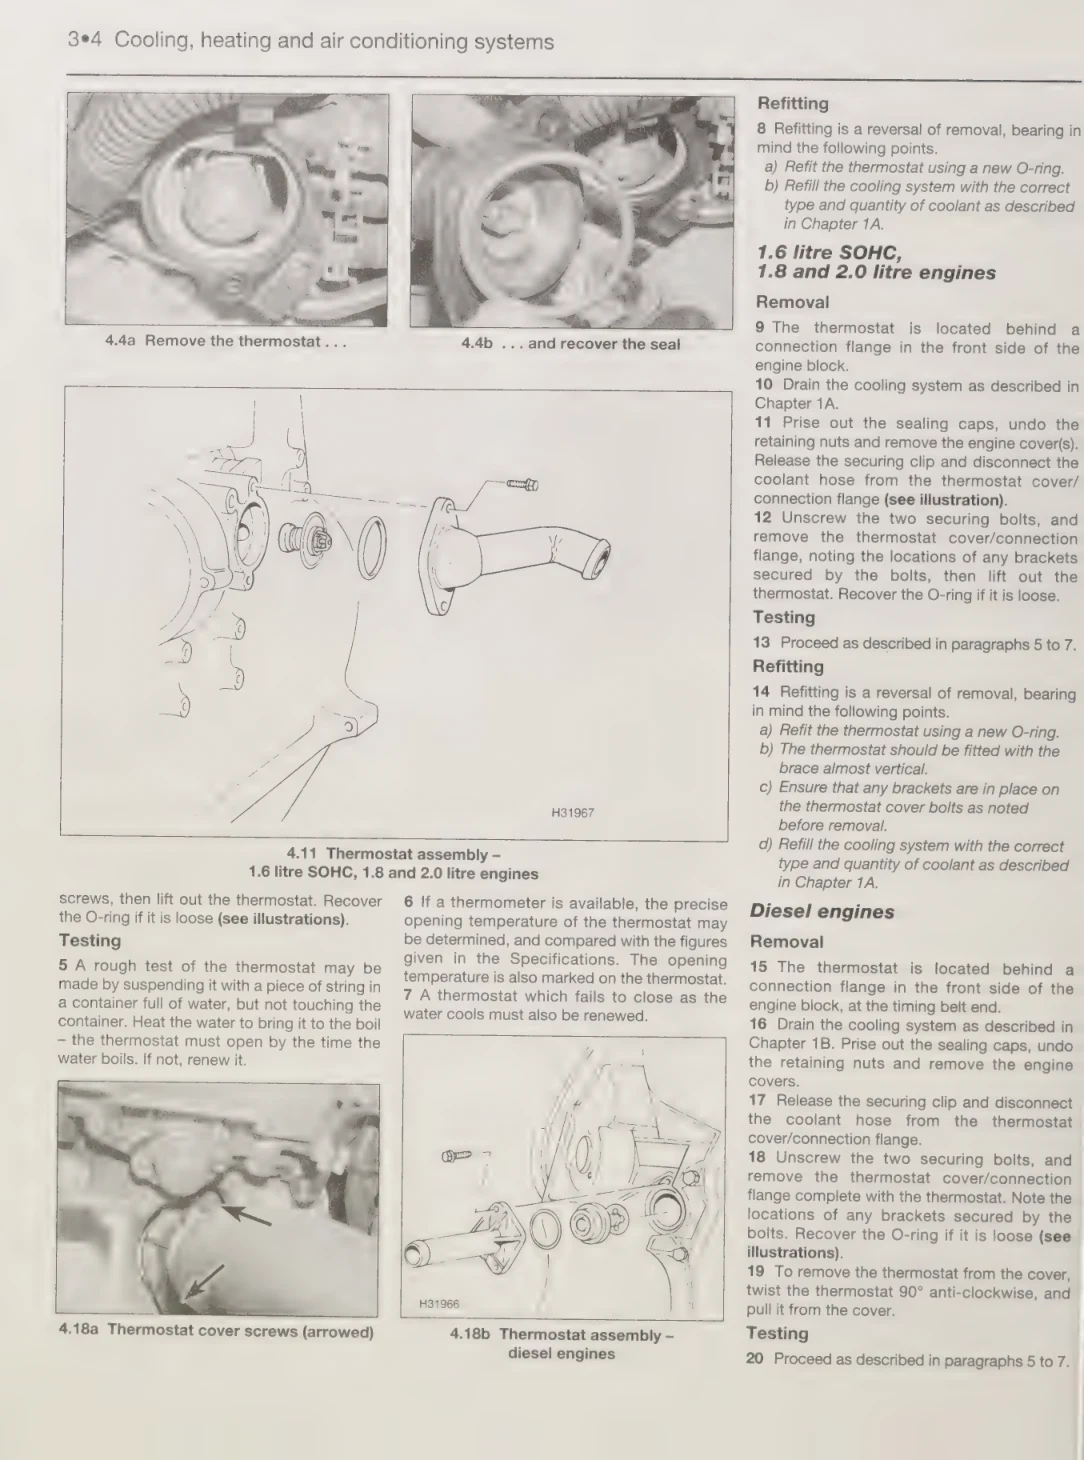 3•4 Cooling, heating and air conditioning systems
4.4a Remove the thermostat . . .
4.4b . . . and recover the seal
H31967
4.11 Thermostat assembly –
1.6 litre SOHC, 1.8 and 2.0 litre engines
screws, then lift out the thermostat. Recover
the O-ring if it is loose (see illustrations).
Testing
5 A rough test of the thermostat may be
made by suspending it with a piece of string in
a container full of water, but not touching the
container. Heat the water to bring it to the boil
– the thermostat must open by the time the
water boils. If not, renew it.
4.18a Thermostat cover screws (arrowed)
6 If a thermometer is available, the precise
opening temperature of the thermostat may
be determined, and compared with the figures
given in the Specifications. The opening
temperature is also marked on the thermostat.
7 A thermostat which fails to close as the
water cools must also be renewed.
H31966
4.18b Thermostat assembly –
diesel engines
Refitting
8 Refitting is a reversal of removal, bearing in
mind the following points.
a) Refit the thermostat using a new O-ring.
b) Refill the cooling system with the correct
type and quantity of coolant as described
in Chapter 1A.
1.6 litre SOHC,
1.8 and 2.0 litre engines
Removal
9 The thermostat is located behind a
connection flange in the front side of the
engine block.
10 Drain the cooling system as described in
Chapter 1A.
11 Prise out the sealing caps, undo the
retaining nuts and remove the engine cover(s).
Release the securing clip and disconnect the
coolant hose from the thermostat cover/
connection flange (see illustration).
12 Unscrew the two securing bolts, and
remove the thermostat cover/connection
flange, noting the locations of any brackets
secured by the bolts, then lift out the
thermostat. Recover the O-ring if it is loose.
Testing
13 Proceed as described in paragraphs 5 to 7.
Refitting
14 Refitting is a reversal of removal, bearing
in mind the following points.
a) Refit the thermostat using a new O-ring.
b) The thermostat should be fitted with the
brace almost vertical.
c) Ensure that any brackets are in place on
the thermostat cover bolts as noted
before removal.
d) Refill the cooling system with the correct
type and quantity of coolant as described
in Chapter 1A.
Diesel engines
Removal
15 The thermostat is located behind a
connection flange in the front side of the
engine block, at the timing belt end.
16 Drain the cooling system as described in
Chapter 1B. Prise out the sealing caps, undo
the retaining nuts and remove the engine
covers.
17 Release the securing clip and disconnect
the coolant hose from the thermostat
cover/connection flange.
18 Unscrew the two securing bolts, and
remove the thermostat cover/connection
flange complete with the thermostat. Note the
locations of any brackets secured by the
bolts. Recover the O-ring if it is loose (see
illustrations).
19 To remove the thermostat from the cover,
twist the thermostat 90° anti-clockwise, and
pull it from the cover.
Testing
20 Proceed as described in paragraphs 5 to 7.